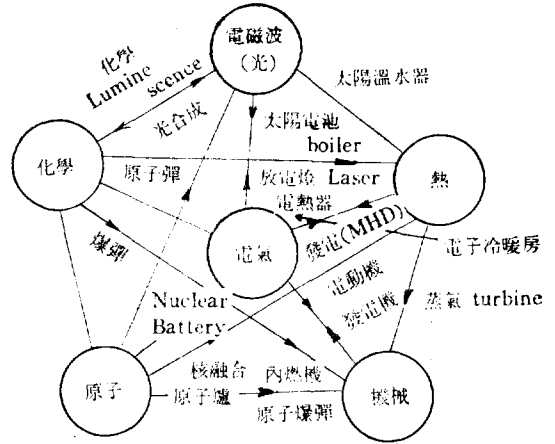 電磁波
(光)
化學
Lumine
scence
光合成
太陽溫水器
太陽電池
boiler
化學
原子彈
放電燈 Laser
熱
電熱器
電氣
發電(MHD)
電子冷暖房
爆彈
電動機
發電機
Nuclear
Battery
蒸氣 turbine
原子
核融合
原子爐
內燃機
原子爆彈
機械